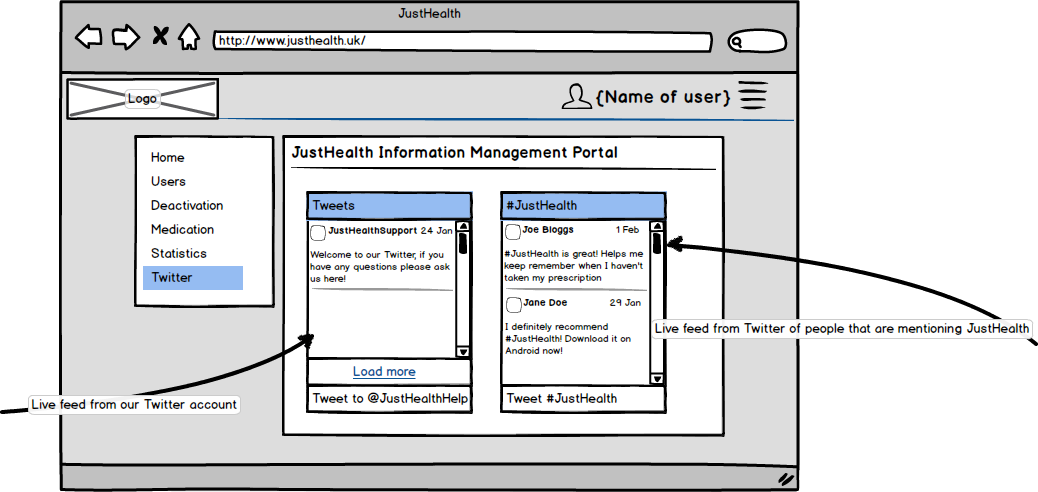 JustHealth
http://www.justhealth.uk/
Logo
{Name of user}
Home
Users
Deactivation
Medication
Statistics
Twitter
JustHealth Information Management Portal
Tweets
JustHealthSupport 24 Jan
Welcome to our Twitter, if you
have any questions please ask
us here!
Load more
Tweet to @JustHealthHelp
#JustHealth
Joe Bloggs 1 Feb
#JustHealth is great! Helps me
keep remember when I haven't
taken my prescription
Jane Doe 29 Jan
I definitely recommend
#JustHealth! Download it on
Android now!
Tweet #JustHealth
Live feed from Twitter of people that are mentioning JustHealth
Live feed from our Twitter account